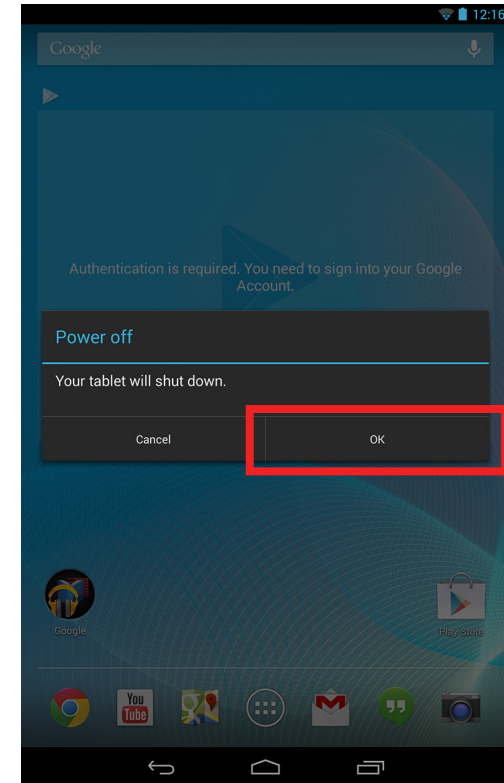 12:16
Google
Authentication is required. You need to sign into your Google
Account.
Power off
Your tablet will shut down.
Cancel
OK
Google
Play Store
You
Tube